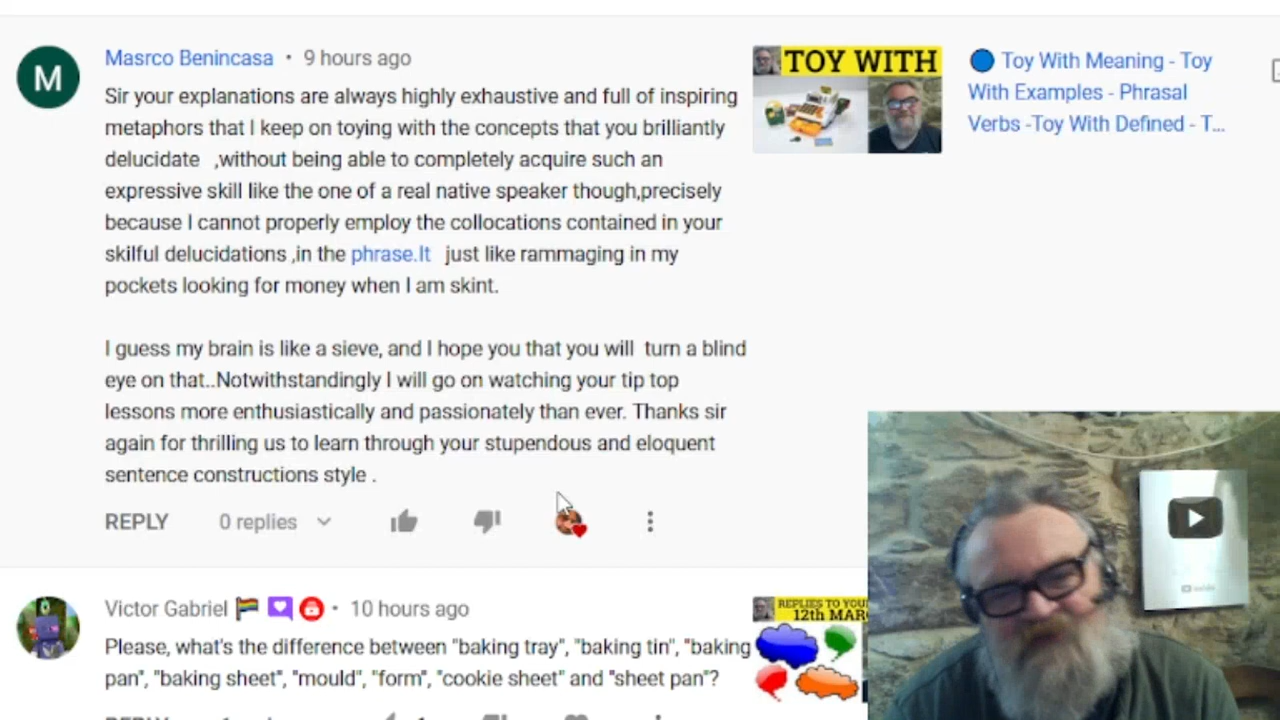 M
Masrco Benincasa • 9 hours ago
Sir your explanations are always highly exhaustive and full of inspiring
metaphors that I keep on toying with the concepts that you brilliantly
delucidate ,without being able to completely acquire such an
expressive skill like the one of a real native speaker though,precisely
because I cannot properly employ the collocations contained in your
skilful delucidations ,in the phrase.It just like rammaging in my
pockets looking for money when I am skint.
I guess my brain is like a sieve, and I hope you that you will turn a blind
eye on that..Notwithstandingly I will go on watching your tip top
lessons more enthusiastically and passionately than ever. Thanks sir
again for thrilling us to learn through your stupendous and eloquent
sentence constructions style .
REPLY 0 replies
TOY WITH
Toy With Meaning - Toy
With Examples - Phrasal
Verbs -Toy With Defined - T...
Victor Gabriel • 10 hours ago
Please, what's the difference between "baking tray", "baking tin", "baking
pan", "baking sheet", "mould", "form", "cookie sheet" and "sheet pan"?
REPLIES TO YOU
12th MAR
REPLY